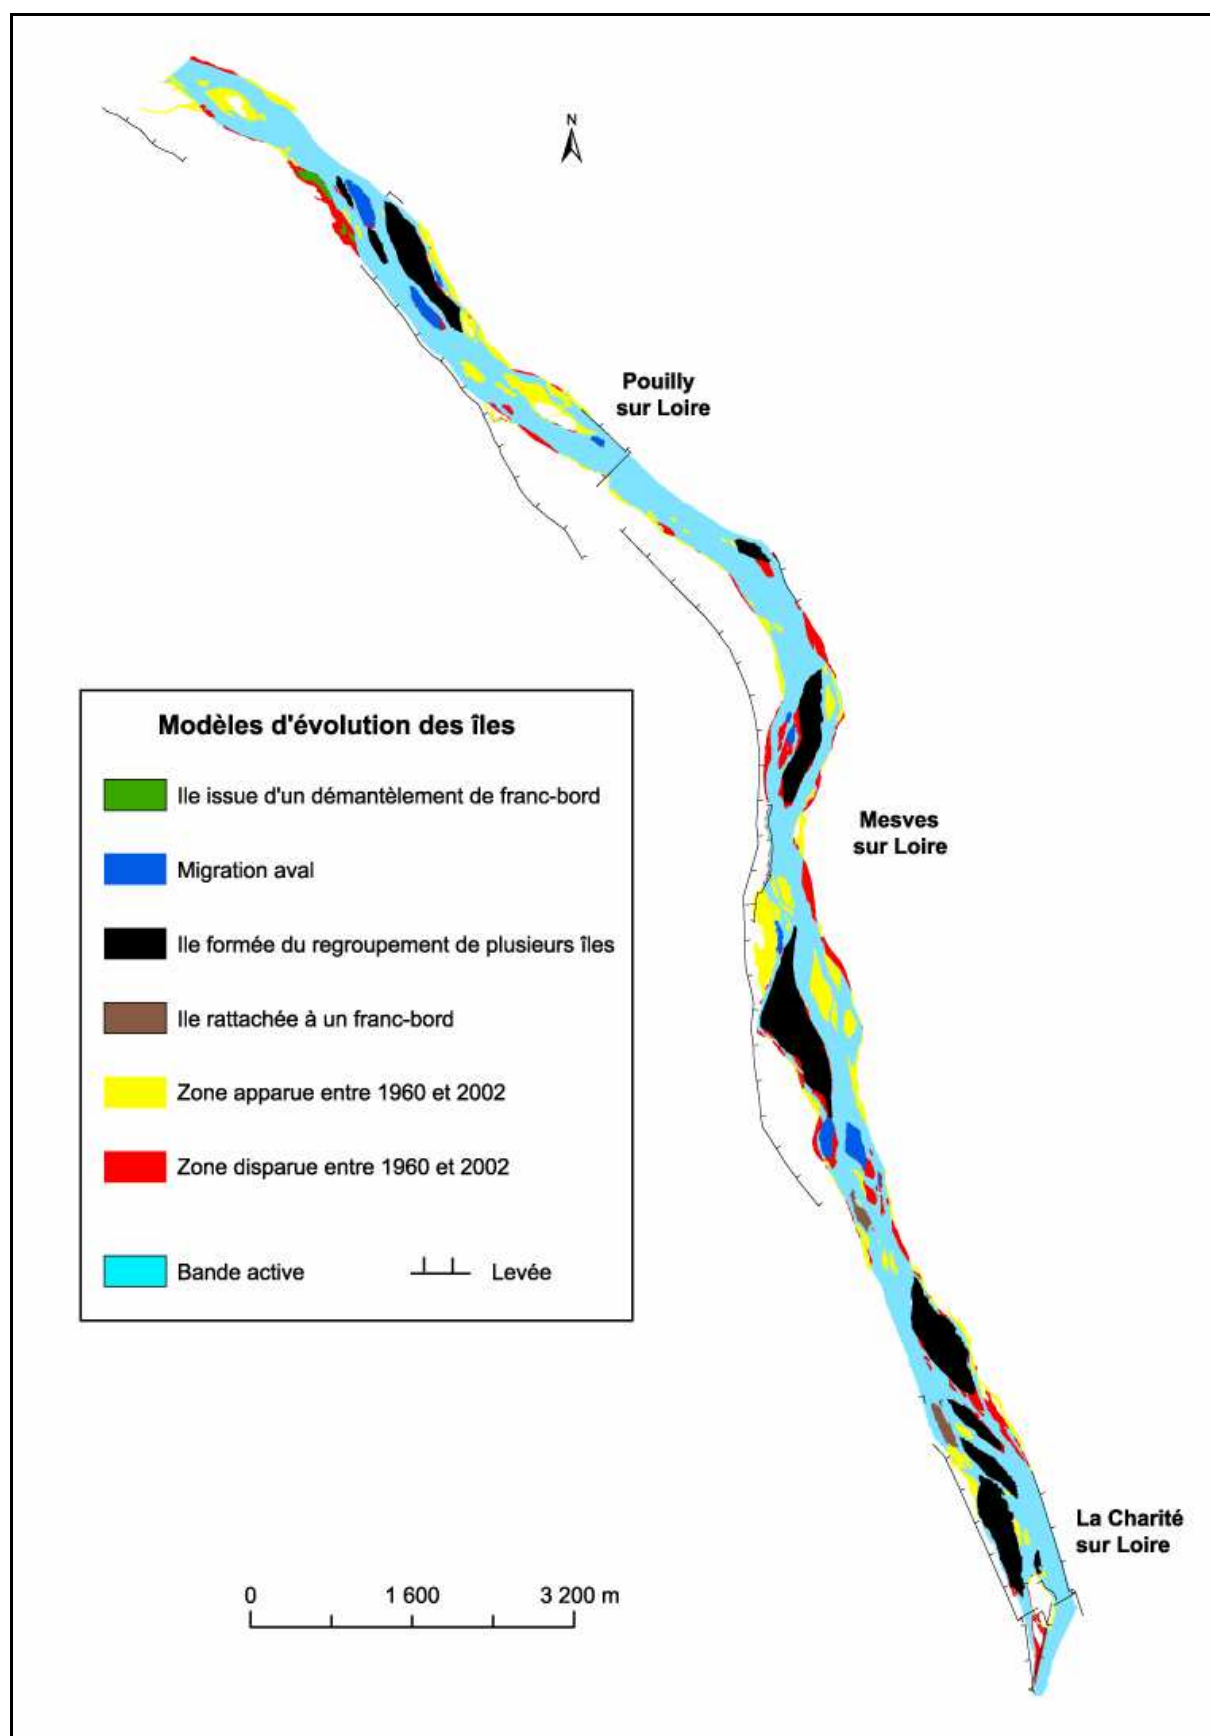 N
Pouilly
sur Loire
Modèles d'évolution des îles
Ile issue d'un démantèlement de franc-bord
Migration aval
Mesves
sur Loire
Ile formée du regroupement de plusieurs îles
Ile rattachée à un franc-bord
Zone apparue entre 1960 et 2002
Zone disparue entre 1960 et 2002
Bande active
Levée
La Charité
sur Loire
0 1 600 3 200 m